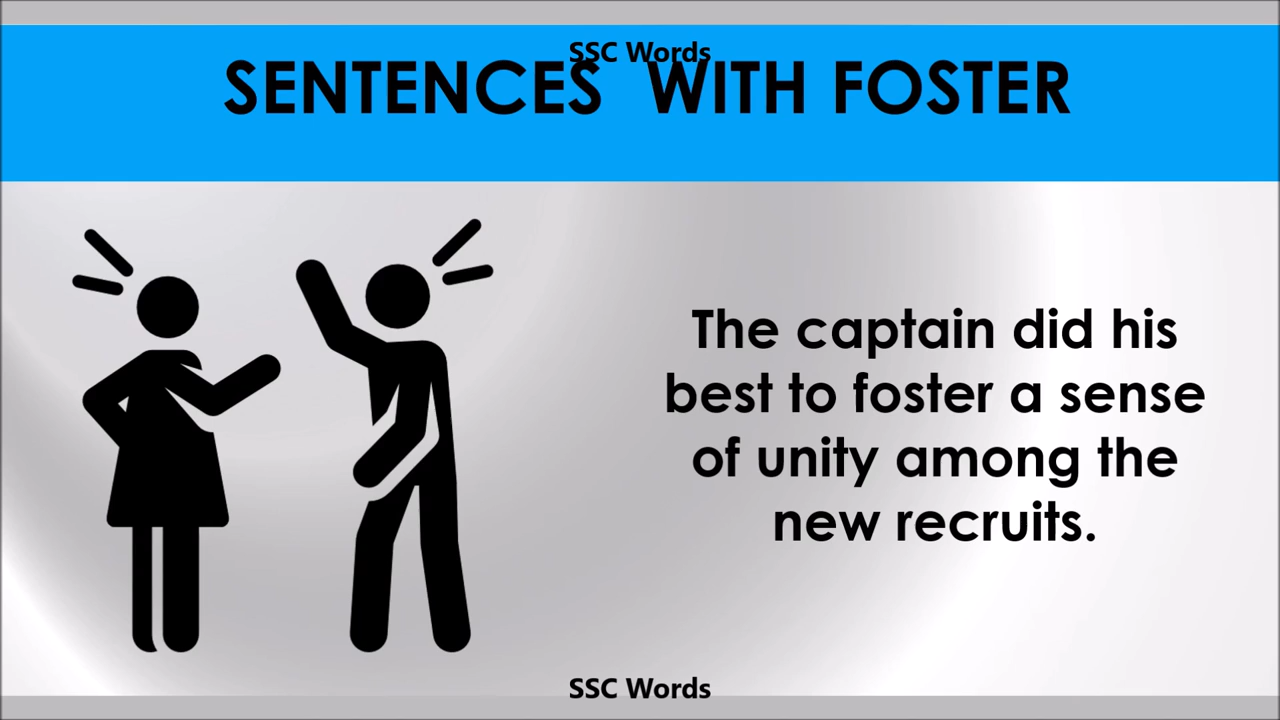 SSC Words
SENTENCES WITH FOSTER
The captain did his
best to foster a sense
of unity among the
new recruits.
SSC Words